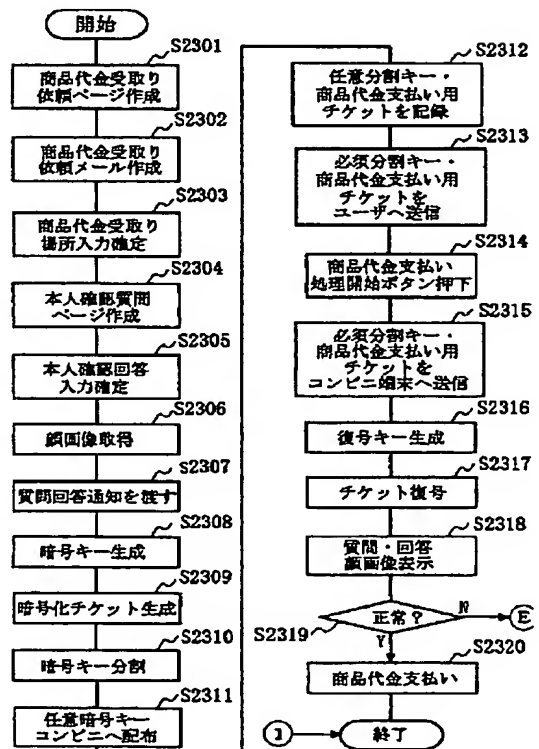 開始
S2301
商品代金受取り
依頼ページ作成
S2302
商品代金受取り
依頼メール作成
S2303
商品代金受取り
場所入力確定
S2304
本人確認質問
ページ作成
S2305
本人確認回答
入力確定
S2306
顔画像取得
S2307
質問回答通知を渡す
S2308
暗号キー生成
S2309
暗号化チケット生成
S2310
暗号キー分割
S2311
任意暗号キー
コンビニへ配布
S2312
任意分割キー・
商品代金支払い用
チケットを記録
S2313
必須分割キー・
商品代金支払い用
チケットを
ユーザへ送信
S2314
商品代金支払い
処理開始ボタン押下
S2315
必須分割キー・
商品代金支払い用
チケットを
コンビニ端末へ送信
S2316
復号キー生成
S2317
チケット復号
S2318
質問・回答
顔画像表示
正常?
N
E
S2319
Y
S2320
商品代金支払い
1
終了